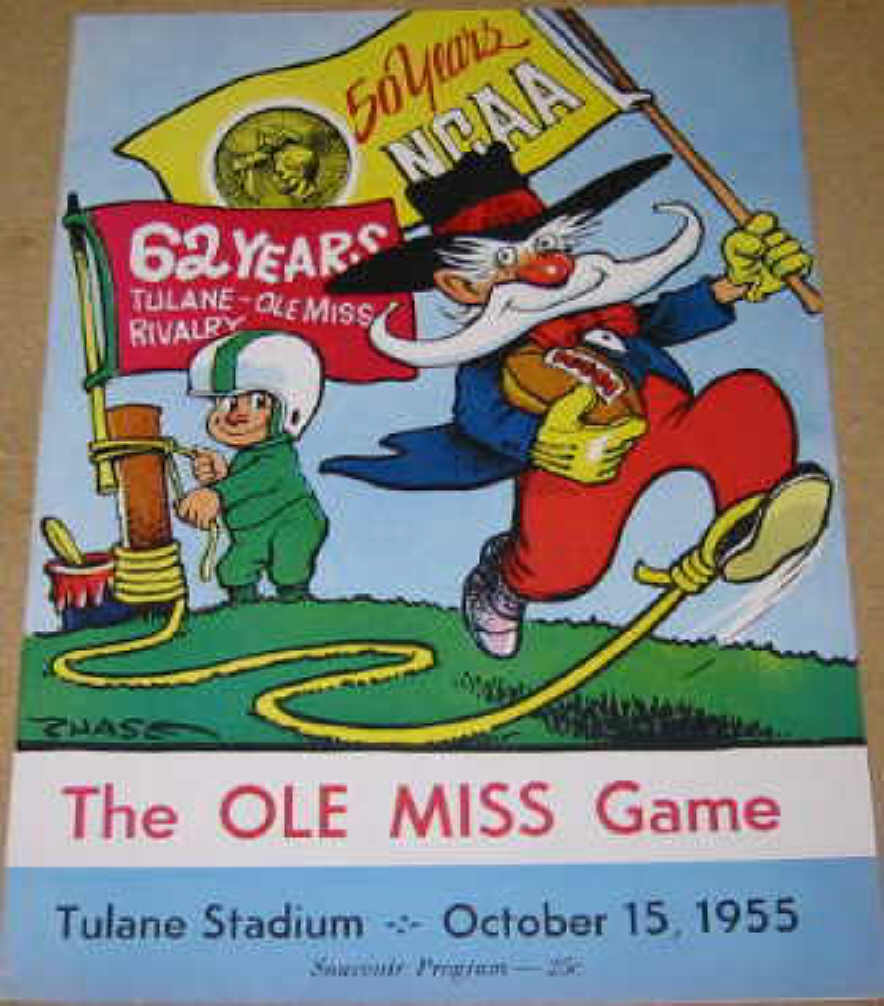 50 Years
NCAA
62 YEARS
TULANE - OLE MISS
RIVALRY
CHASE
The OLE MISS Game
Tulane Stadium -:- October 15, 1955
Souvenir Program — 25c